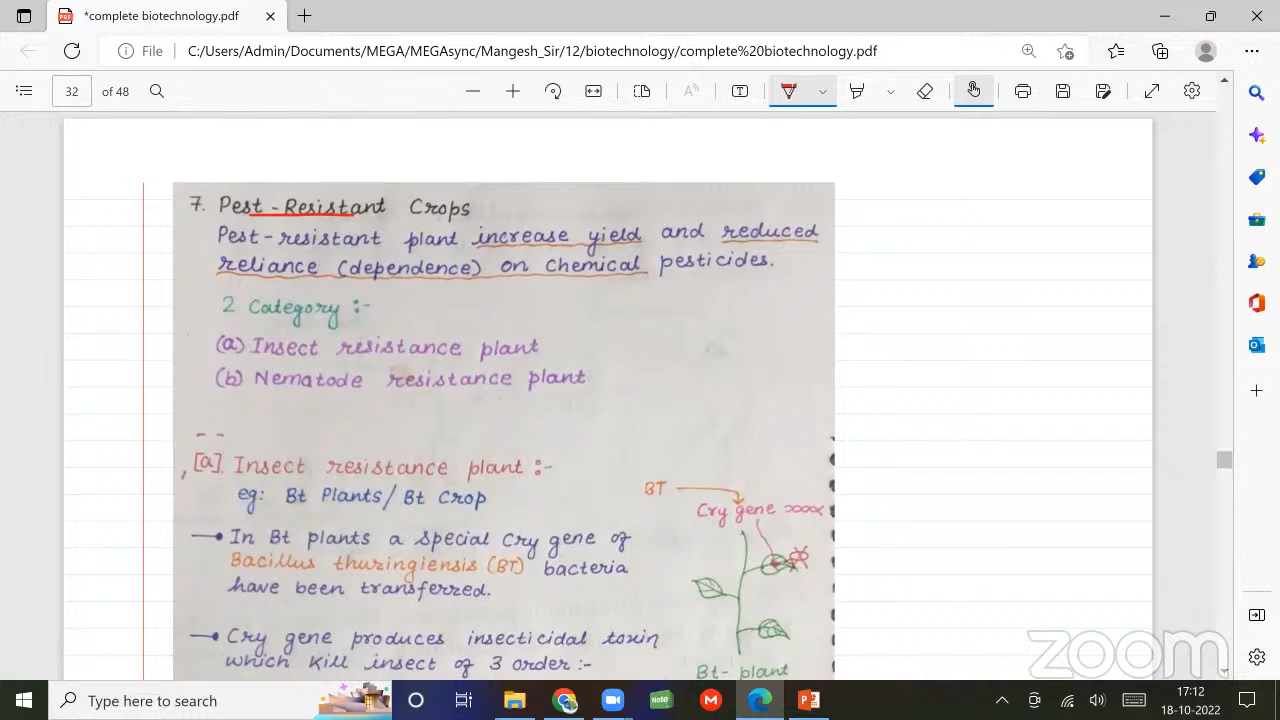 *complete biotechnology.pdf
File
C:/Users/Admin/Documents/MEGA/MEGAsync/Mangesh_Sir/12/biotechnology/complete%20biotechnology.pdf
32 of 48
7. Pest-Resistant Crops
Pest-resistant plant increase yield and reduced
reliance (dependence) on chemical pesticides.
2 Category :-
(a) Insect resistance plant
(b) Nematode resistance plant
[a]. Insect resistance plant :-
eg: Bt Plants/ Bt Crop
BT
Cry gene
In Bt plants a special Cry gene of
Bacillus thuringiensis (BT) bacteria
have been transferred.
Cry gene produces insecticidal toxin
which kill insect of 3 order :-
Bt-plant
zoom
Type here to search
Note
17:12
18-10-2022